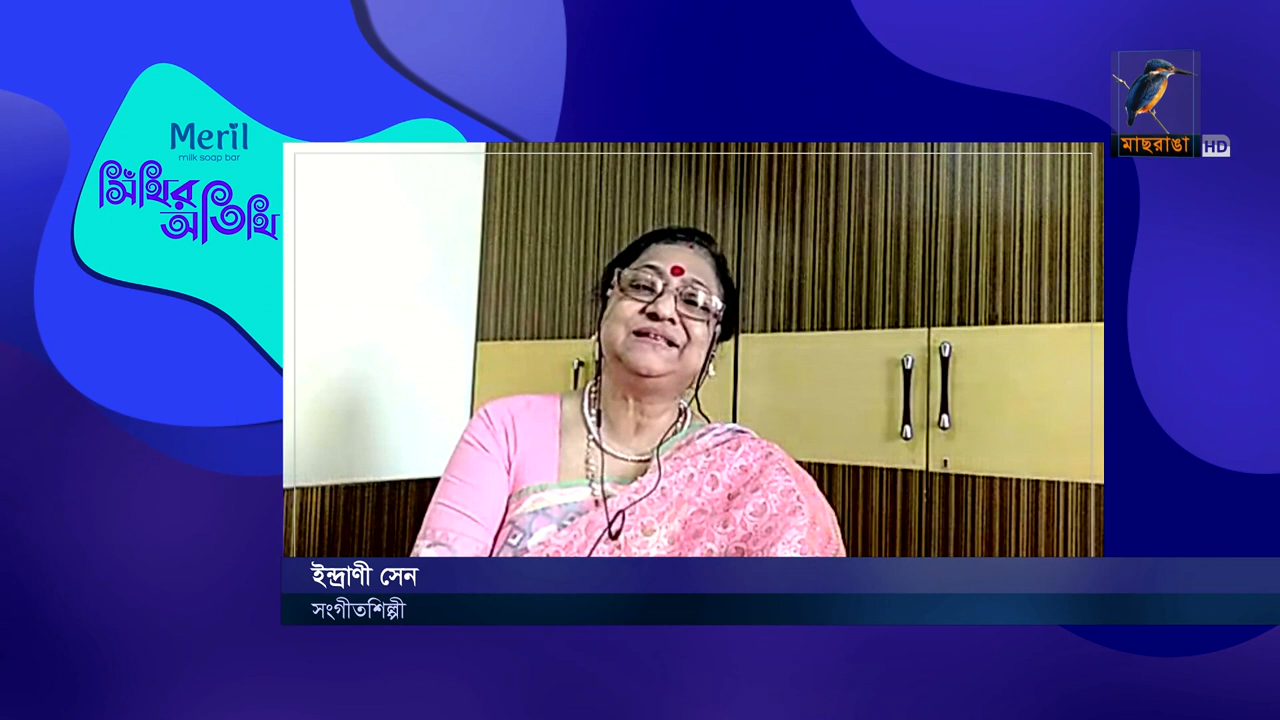 Meril
milk soap bar
সিঁথির
অতিথি
মাছরাঙা HD
ইন্দ্রাণী সেন
সংগীতশিল্পী